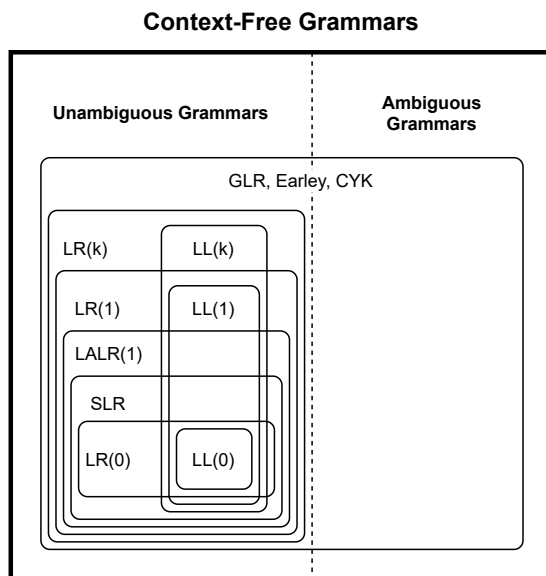 Context-Free Grammars
Unambiguous Grammars
Ambiguous
Grammars
GLR, Earley, CYK
LR(k)
LL(k)
LR(1)
LL(1)
LALR(1)
SLR
LR(0)
LL(0)